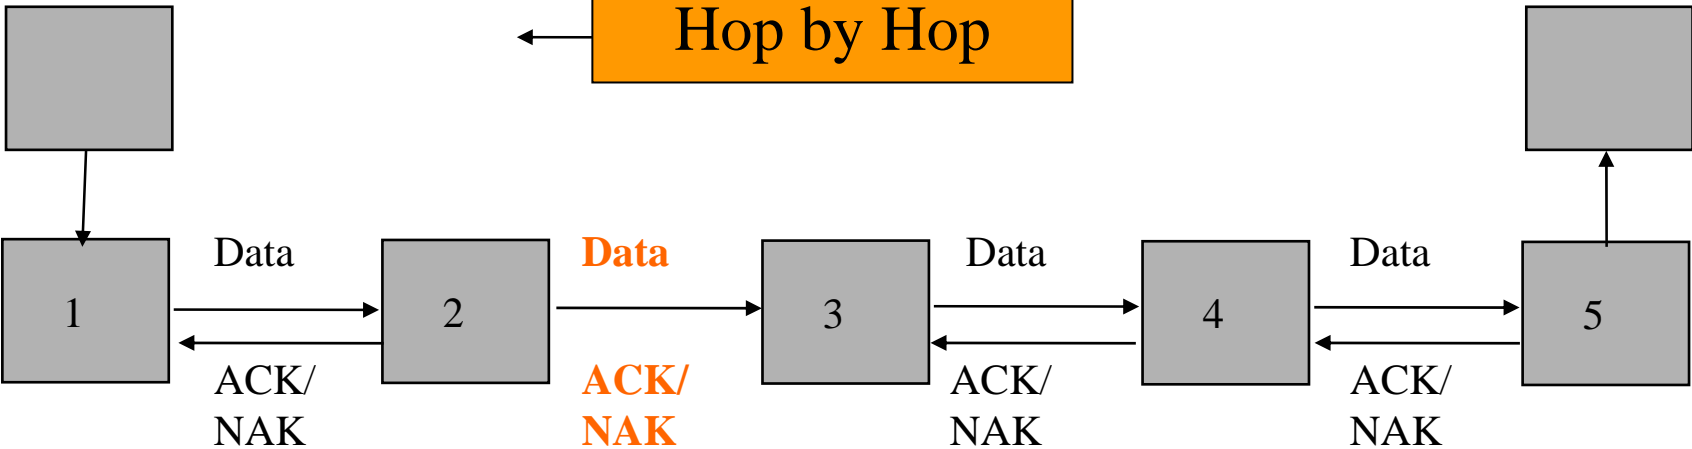 Hop by Hop
Data Data Data Data
1 2 3 4 5
ACK/ ACK/ ACK/ ACK/
NAK NAK NAK NAK